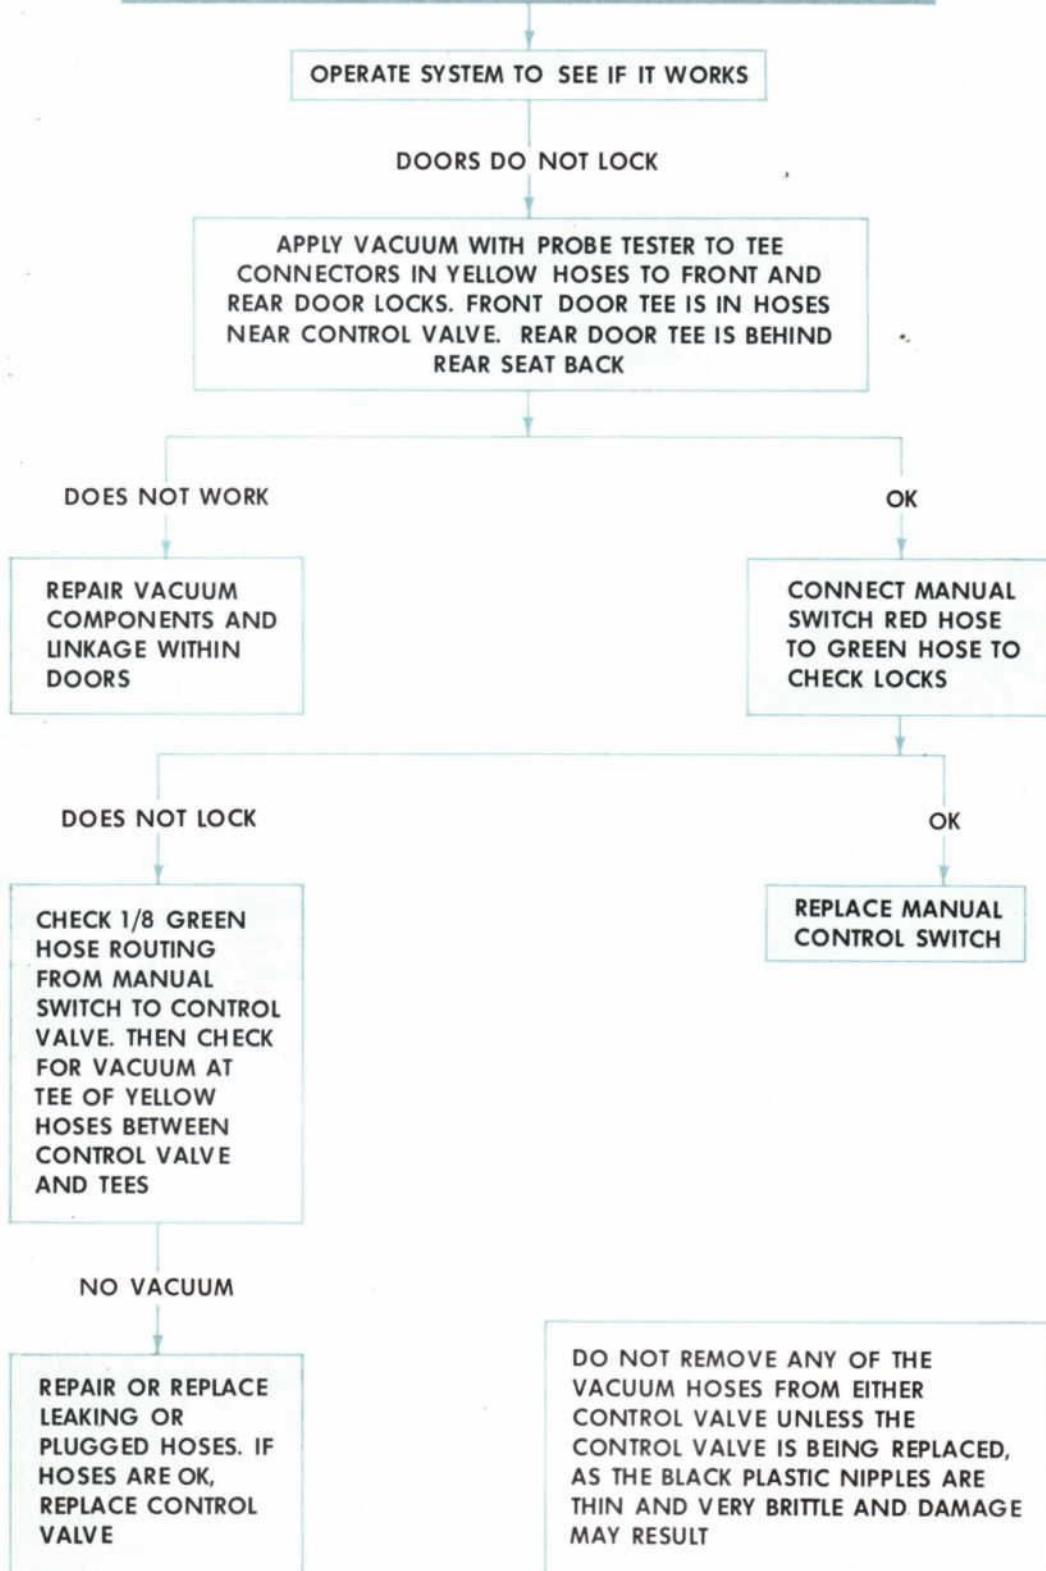 OPERATE SYSTEM TO SEE IF IT WORKS
DOORS DO NOT LOCK
APPLY VACUUM WITH PROBE TESTER TO TEE
CONNECTORS IN YELLOW HOSES TO FRONT AND
REAR DOOR LOCKS. FRONT DOOR TEE IS IN HOSES
NEAR CONTROL VALVE. REAR DOOR TEE IS BEHIND
REAR SEAT BACK
DOES NOT WORK
OK
REPAIR VACUUM
COMPONENTS AND
LINKAGE WITHIN
DOORS
CONNECT MANUAL
SWITCH RED HOSE
TO GREEN HOSE TO
CHECK LOCKS
DOES NOT LOCK
OK
CHECK 1/8 GREEN
HOSE ROUTING
FROM MANUAL
SWITCH TO CONTROL
VALVE. THEN CHECK
FOR VACUUM AT
TEE OF YELLOW
HOSES BETWEEN
CONTROL VALVE
AND TEES
REPLACE MANUAL
CONTROL SWITCH
NO VACUUM
REPAIR OR REPLACE
LEAKING OR
PLUGGED HOSES. IF
HOSES ARE OK,
REPLACE CONTROL
VALVE
DO NOT REMOVE ANY OF THE
VACUUM HOSES FROM EITHER
CONTROL VALVE UNLESS THE
CONTROL VALVE IS BEING REPLACED,
AS THE BLACK PLASTIC NIPPLES ARE
THIN AND VERY BRITTLE AND DAMAGE
MAY RESULT